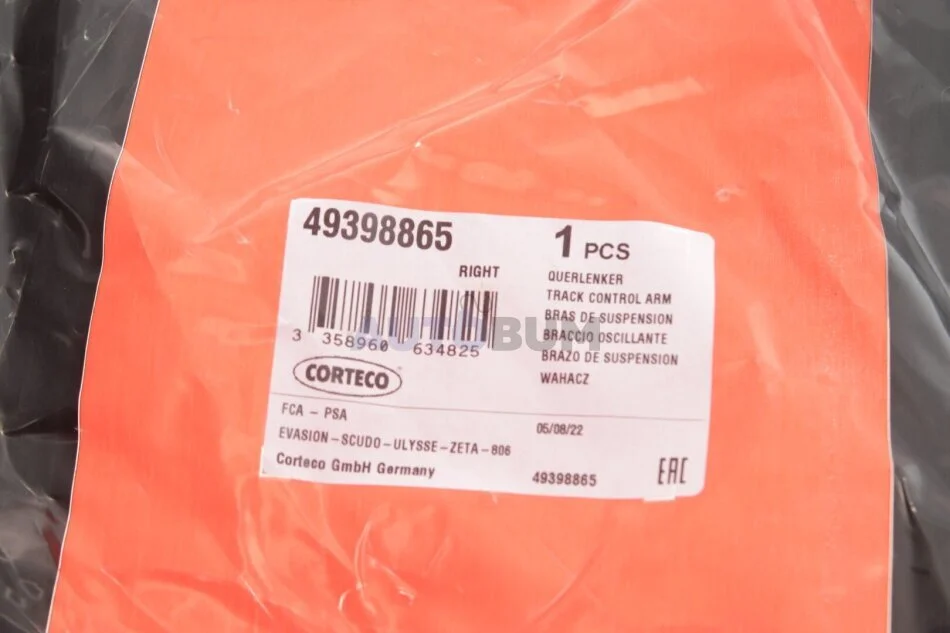 49398865
1 PCS
RIGHT
QUERLENKER
TRACK CONTROL ARM
BRAS DE SUSPENSION
BRACCIO OSCILLANTE
BRAZO DE SUSPENSION
WAHACZ
3 358960 634825
AUTOBUM
CORTECO
FCA - PSA
05/08/22
EVASION-SCUDO-ULYSSE-ZETA-806
Corteco GmbH Germany
49398865
EAC